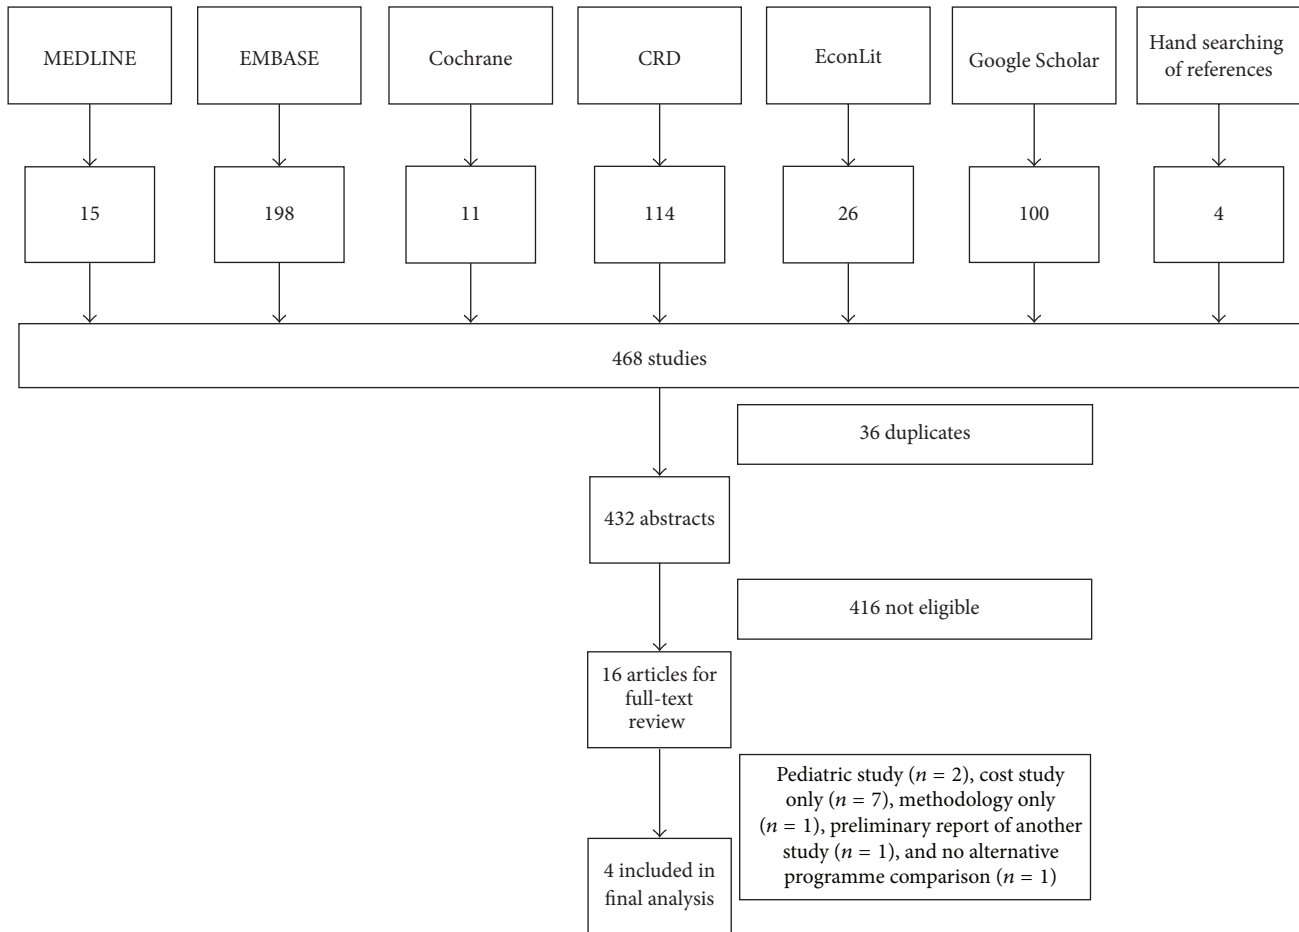 MEDLINE
EMBASE
Cochrane
CRD
EconLit
Google Scholar
Hand searching
of references
15
198
11
114
26
100
4
468 studies
36 duplicates
432 abstracts
416 not eligible
16 articles for
full-text
review
Pediatric study (n = 2), cost study
only (n = 7), methodology only
(n = 1), preliminary report of another
study (n = 1), and no alternative
programme comparison (n = 1)
4 included in
final analysis